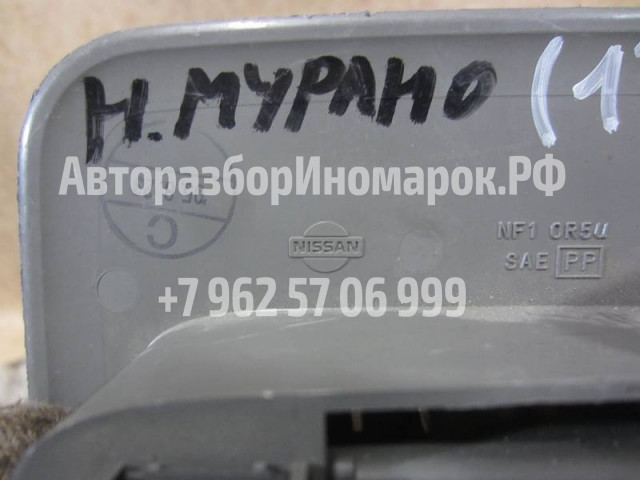 Н. МУРАНО (1
АвторазборИномарок.РФ
C
NISSAN
NF1 0R5U
SAE PP
+7 962 57 06 999